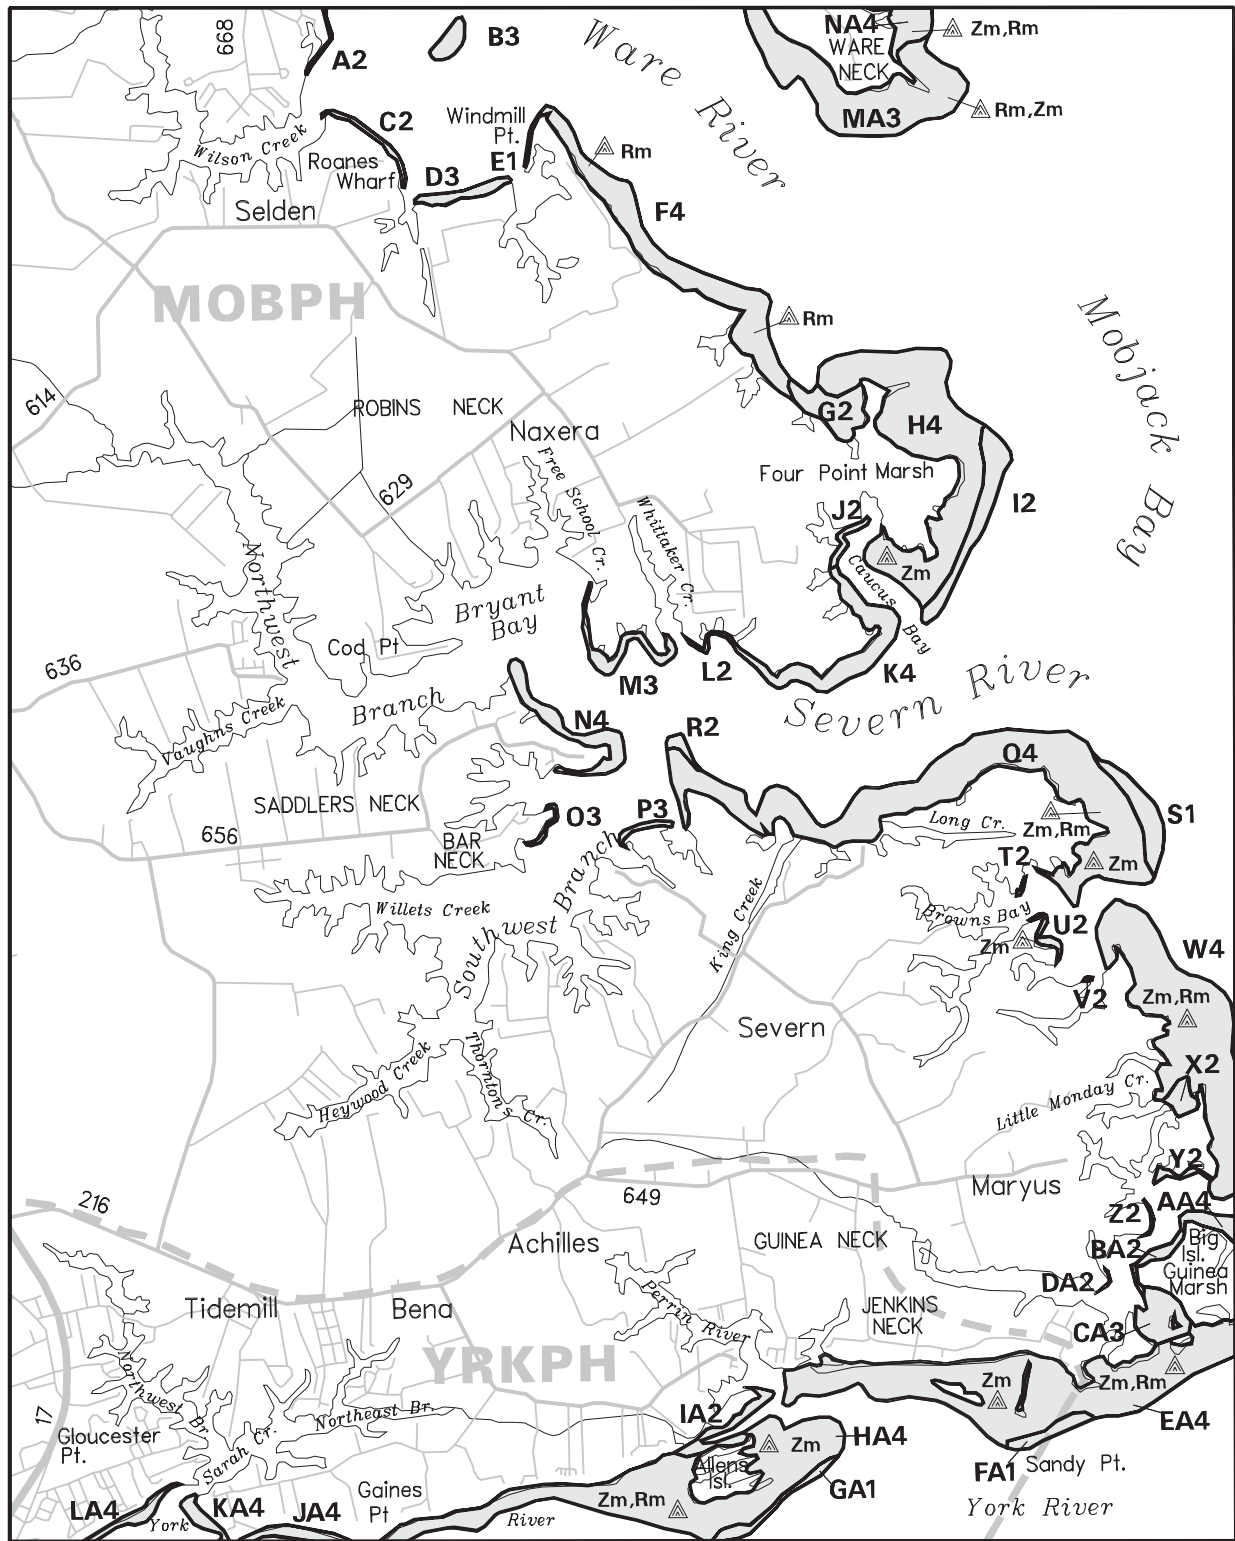 668
A2
B3
Ware River
NA4
WARE
NECK
Zm,Rm
MA3
Rm,Zm
C2
Windmill
Pt.
Wilson Creek
Roanes
Wharf
E1
D3
Rm
Selden
F4
MOBPH
Rm
Mobjack Bay
614
ROBINS NECK
G2
H4
Naxera
Free School Cr.
Four Point Marsh
629
Whittaker Cr.
J2
I2
Northwest
Zm
Caucus Bay
Bryant
Bay
Cod Pt
636
M3
L2
K4
Branch
Severn River
Vaughns Creek
N4
R2
Q4
SADDLERS NECK
656
O3
P3
Long Cr.
S1
Zm,Rm
BAR
NECK
T2
Zm
Willets Creek
Southwest Branch
King Creek
Browns Bay
U2
Zm
W4
V2
Zm,Rm
Severn
Heywood Creek
Thornton's Cr.
X2
Little Monday Cr.
Y2
216
649
Maryus
AA4
Z2
Achilles
GUINEA NECK
BA2
Big
Isl.
Guinea
Marsh
DA2
Tidemill
Bena
Perrin River
JENKINS
NECK
CA3
YRKPH
Zm
Zm,Rm
Northwest Br.
17
Northeast Br.
IA2
EA4
Gloucester
Pt.
Sarah Cr.
HA4
Zm
Allens
Isl.
FA1
Sandy Pt.
GA1
Gaines
Pt
Zm,Rm
LA4
York
KA4
JA4
River
York River